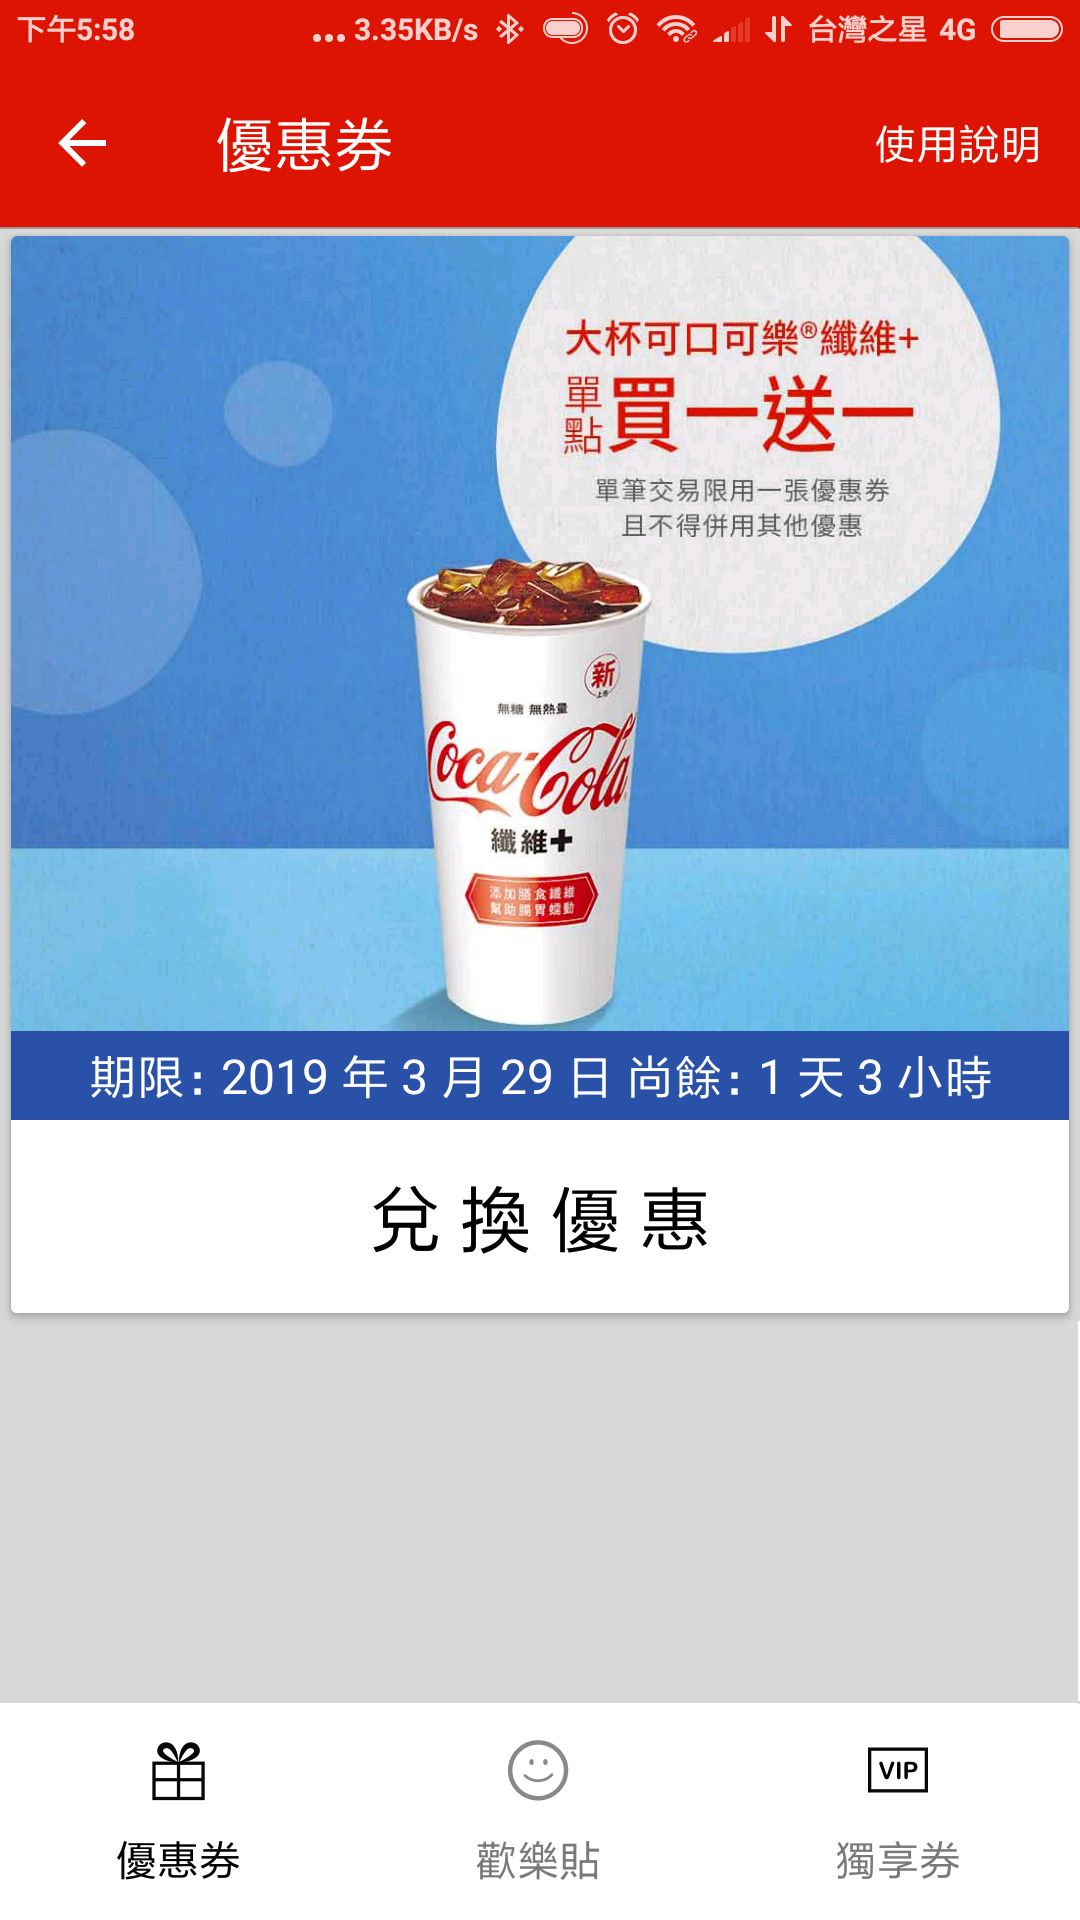 下午5:58 ... 3.35KB/s 台灣之星 4G
優惠券 使用說明
大杯可口可樂®纖維+
單點 買一送一
單筆交易限用一張優惠券
且不得併用其他優惠
新
上市
無糖 無熱量
Coca-Cola
纖維+
添加膳食纖維
幫助腸胃蠕動
期限: 2019 年 3 月 29 日 尚餘: 1 天 3 小時
兌換優惠
VIP
優惠券 歡樂貼 獨享券